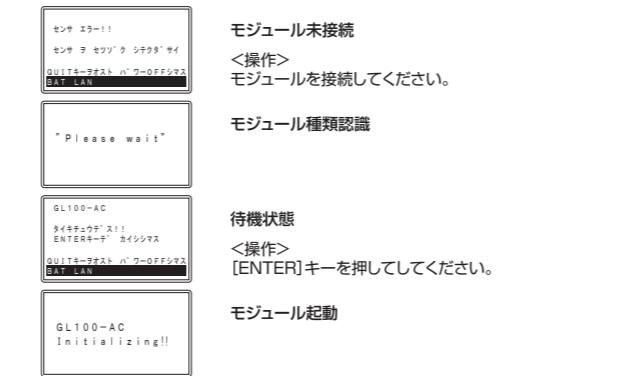 センサ エラー!!
センサ ヲ セツゾク シテクダサイ
QUITキーヲオスト パワーOFFシマス
BAT LAN
モジュール未接続
<操作>
モジュールを接続してください。
"Please wait"
モジュール種類認識
GL100-AC
タイキチュウデス!!
ENTERキーデ カイシシマス
QUITキーヲオスト パワーOFFシマス
BAT LAN
待機状態
<操作>
[ENTER]キーを押してしてください。
GL100-AC
Initializing!!
モジュール起動